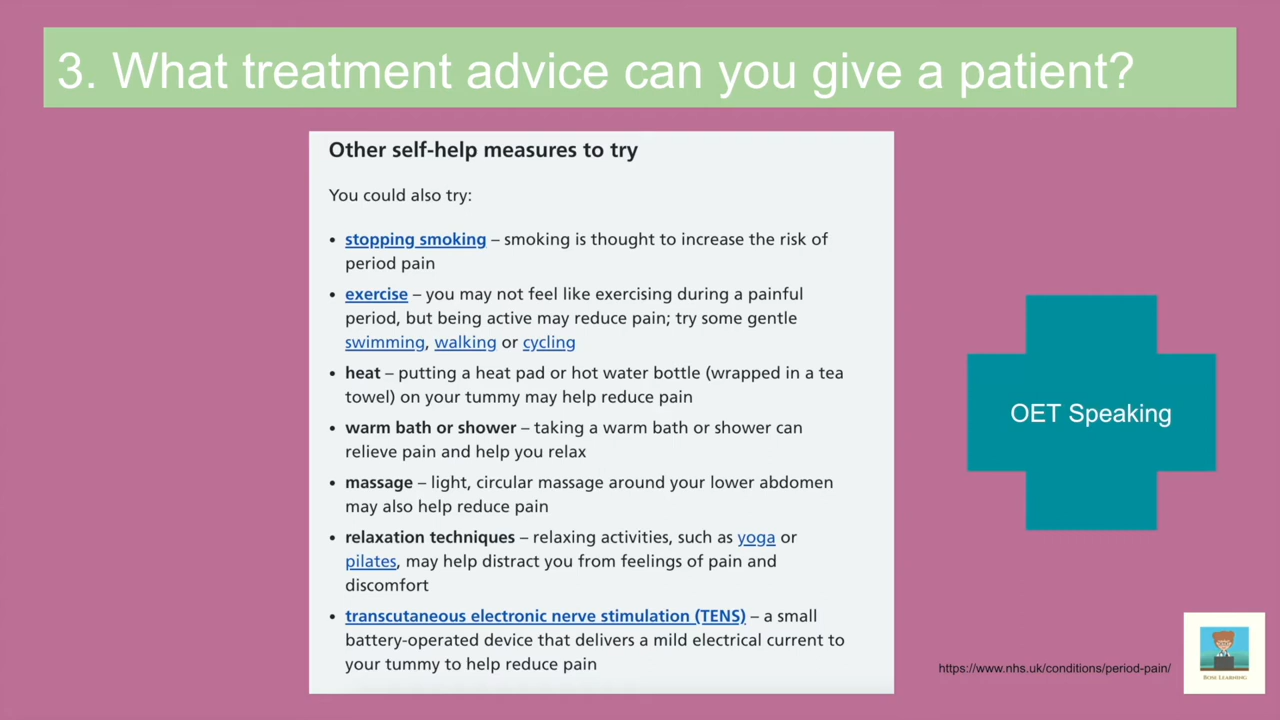 3. What treatment advice can you give a patient?
Other self-help measures to try
You could also try:
• stopping smoking – smoking is thought to increase the risk of
period pain
• exercise – you may not feel like exercising during a painful
period, but being active may reduce pain; try some gentle
swimming, walking or cycling
• heat – putting a heat pad or hot water bottle (wrapped in a tea
towel) on your tummy may help reduce pain
• warm bath or shower – taking a warm bath or shower can
relieve pain and help you relax
• massage – light, circular massage around your lower abdomen
may also help reduce pain
• relaxation techniques – relaxing activities, such as yoga or
pilates, may help distract you from feelings of pain and
discomfort
• transcutaneous electronic nerve stimulation (TENS) – a small
battery-operated device that delivers a mild electrical current to
your tummy to help reduce pain
OET Speaking
https://www.nhs.uk/conditions/period-pain/